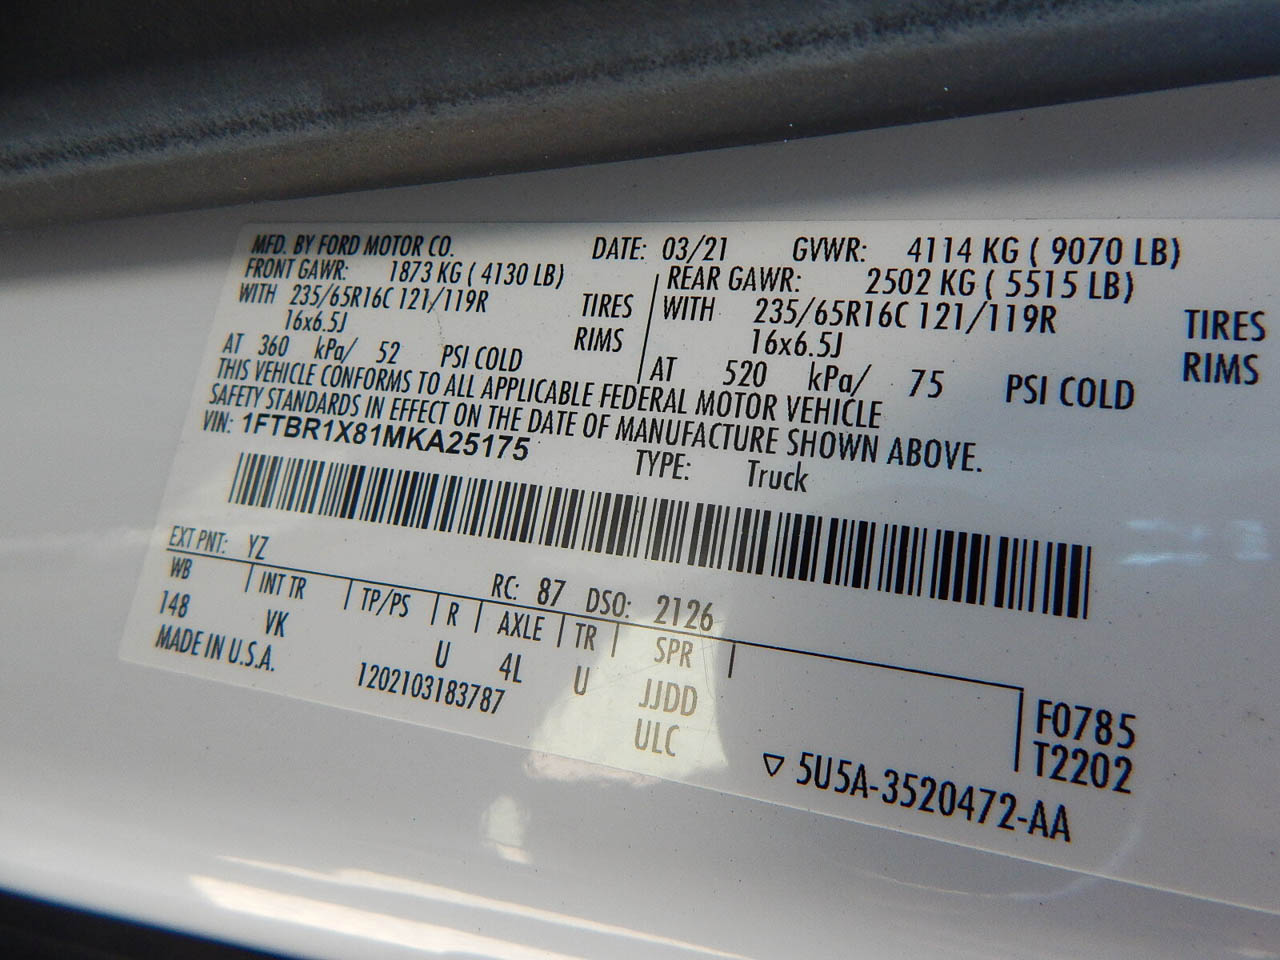 MFD. BY FORD MOTOR CO. DATE: 03/21 GVWR: 4114 KG ( 9070 LB)
FRONT GAWR: 1873 KG ( 4130 LB) REAR GAWR: 2502 KG ( 5515 LB)
WITH 235/65R16C 121/119R TIRES WITH 235/65R16C 121/119R TIRES
16x6.5J RIMS 16x6.5J RIMS
AT 360 kPa/ 52 PSI COLD AT 520 kPa/ 75 PSI COLD
THIS VEHICLE CONFORMS TO ALL APPLICABLE FEDERAL MOTOR VEHICLE
SAFETY STANDARDS IN EFFECT ON THE DATE OF MANUFACTURE SHOWN ABOVE.
VIN: 1FTBR1X81MKA25175 TYPE: Truck
EXT PNT: YZ RC: 87 DSO: 2126
WB INT TR TP/PS R AXLE TR SPR
148 VK U 4L U JJDD F0785
MADE IN U.S.A. 1202103183787 ULC T2202
▽ 5U5A-3520472-AA